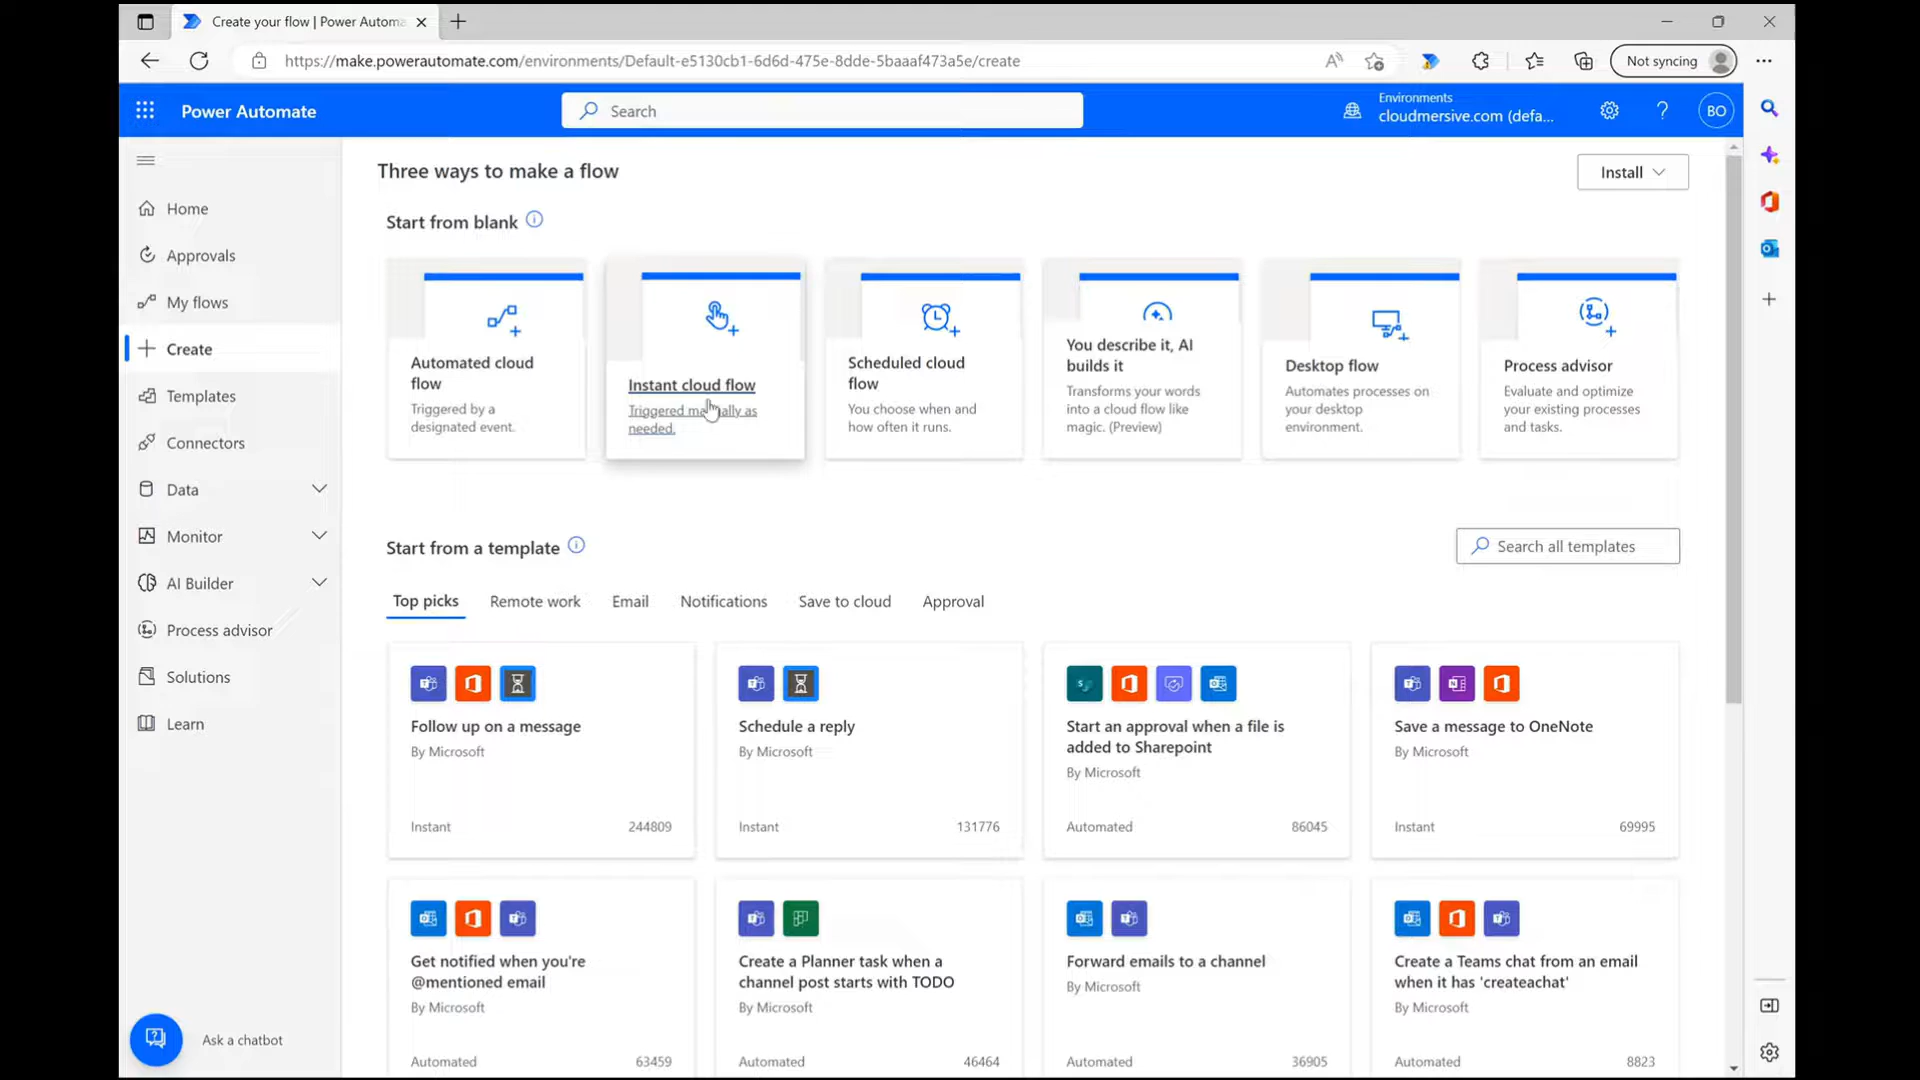 Create your flow | Power Automa
https://make.powerautomate.com/environments/Default-e5130cb1-6d6d-475e-8dde-5baaaf473a5e/create
Not syncing
Power Automate
Search
Environments
cloudmersive.com (defa...
BO
Home
Approvals
My flows
Create
Templates
Connectors
Data
Monitor
AI Builder
Process advisor
Solutions
Learn
Ask a chatbot
Three ways to make a flow
Install
Start from blank
Automated cloud
flow
Triggered by a
designated event.
Instant cloud flow
Triggered manually as
needed.
Scheduled cloud
flow
You choose when and
how often it runs.
You describe it, AI
builds it
Transforms your words
into a cloud flow like
magic. (Preview)
Desktop flow
Automates processes on
your desktop
environment.
Process advisor
Evaluate and optimize
your existing processes
and tasks.
Start from a template
Search all templates
Top picks
Remote work
Email
Notifications
Save to cloud
Approval
Follow up on a message
By Microsoft
Instant 244809
Schedule a reply
By Microsoft
Instant 131776
Start an approval when a file is
added to Sharepoint
By Microsoft
Automated 86045
Save a message to OneNote
By Microsoft
Instant 69995
Get notified when you're
@mentioned email
By Microsoft
Automated 63459
Create a Planner task when a
channel post starts with TODO
By Microsoft
Automated 46464
Forward emails to a channel
By Microsoft
Automated 36905
Create a Teams chat from an email
when it has 'createachat'
By Microsoft
Automated 8823